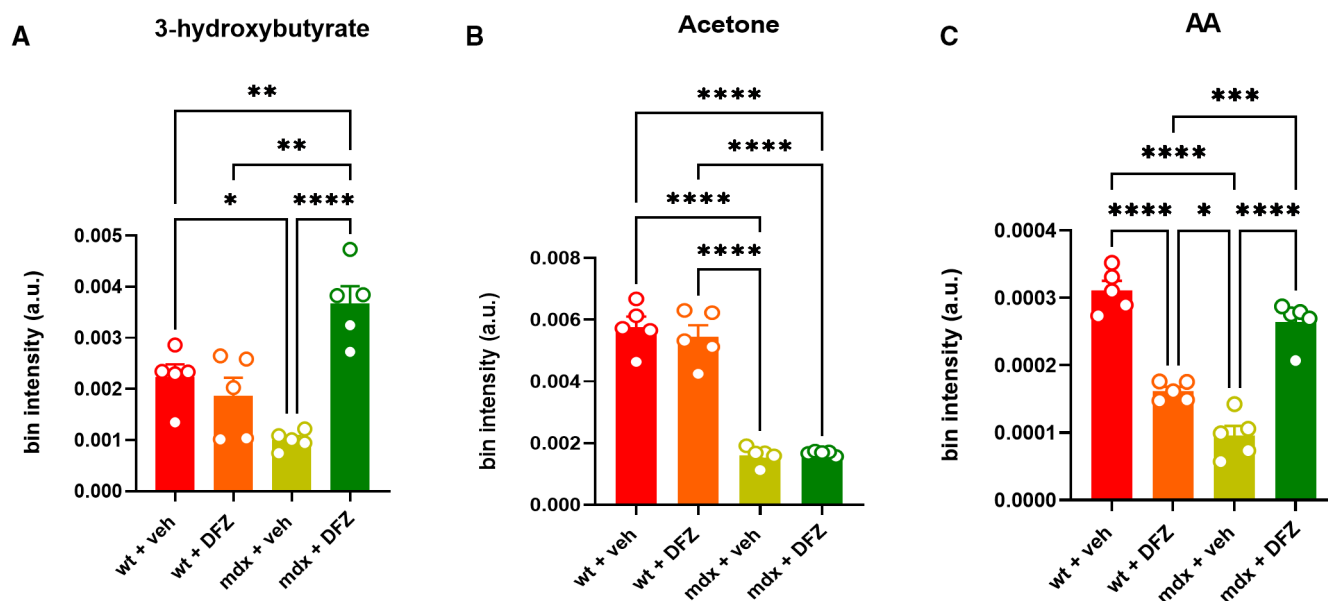 A
3-hydroxybutyrate
**
**
*
****
bin intensity (a.u.)
0.005
0.004
0.003
0.002
0.001
0.000
wt + veh
wt + DFZ
mdx + veh
mdx + DFZ
B
Acetone
****
****
****
****
bin intensity (a.u.)
0.008
0.006
0.004
0.002
0.000
wt + veh
wt + DFZ
mdx + veh
mdx + DFZ
C
AA
***
****
****
*
****
bin intensity (a.u.)
0.0004
0.0003
0.0002
0.0001
0.0000
wt + veh
wt + DFZ
mdx + veh
mdx + DFZ